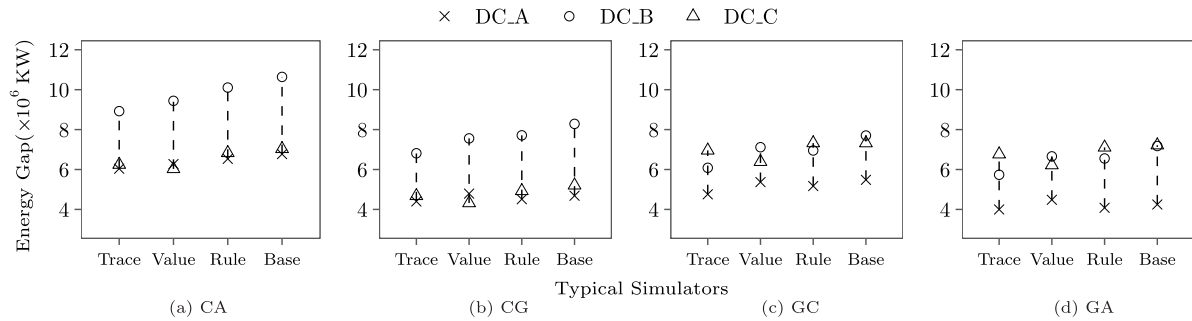 DC_A DC_B DC_C
Energy Gap(×10⁶ KW)
12 10 8 6 4
Trace Value Rule Base
(a) CA
12 10 8 6 4
Trace Value Rule Base
(b) CG
12 10 8 6 4
Trace Value Rule Base
(c) GC
12 10 8 6 4
Trace Value Rule Base
(d) GA
Typical Simulators